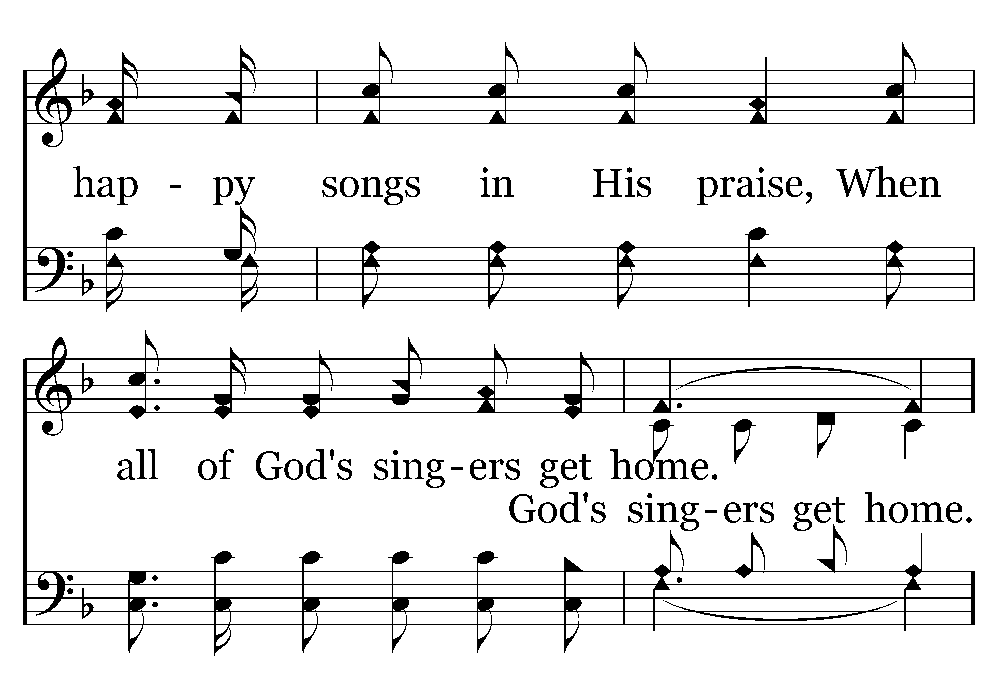 hap - py songs in His praise, When
all of God's sing-ers get home.
God's sing-ers get home.